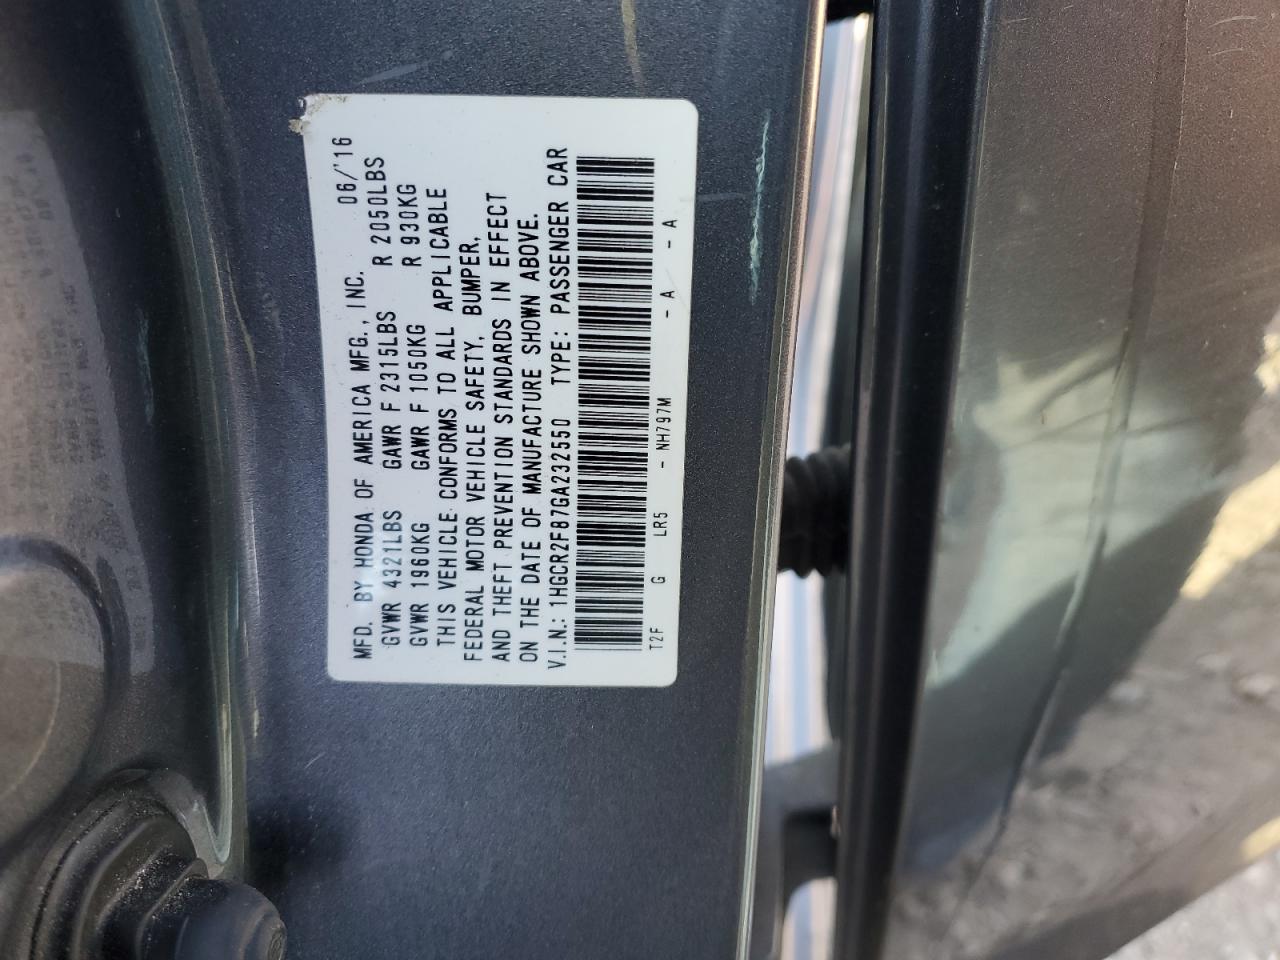 MFD. BY HONDA OF AMERICA MFG., INC. 06/'16
GVWR 4321LBS GAWR F 2315LBS R 2050LBS
GVWR 1960KG GAWR F 1050KG R 930KG
THIS VEHICLE CONFORMS TO ALL APPLICABLE
FEDERAL MOTOR VEHICLE SAFETY, BUMPER,
AND THEFT PREVENTION STANDARDS IN EFFECT
ON THE DATE OF MANUFACTURE SHOWN ABOVE.
V.I.N.: 1HGCR2F87GA232550 TYPE: PASSENGER CAR
T2F G LR5 - NH797M - A - A